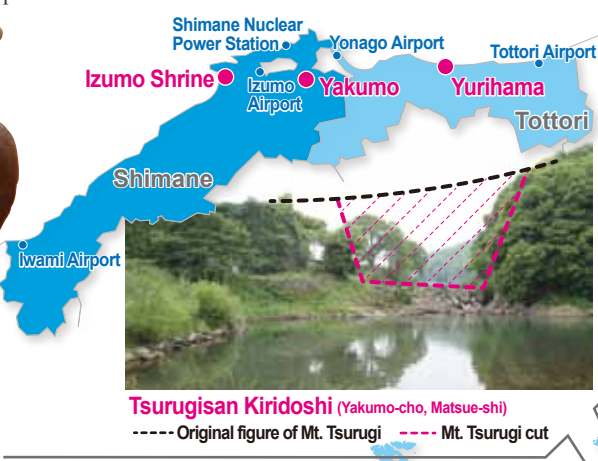 p
Shimane Nuclear
Power Station
Yonago Airport
Tottori Airport
Izumo Shrine
Izumo
Airport
Yakumo
Yurihama
Tottori
Shimane
Iwami Airport
Tsurugisan Kiridoshi (Yakumo-cho, Matsue-shi)
Original figure of Mt. Tsurugi
Mt. Tsurugi cut